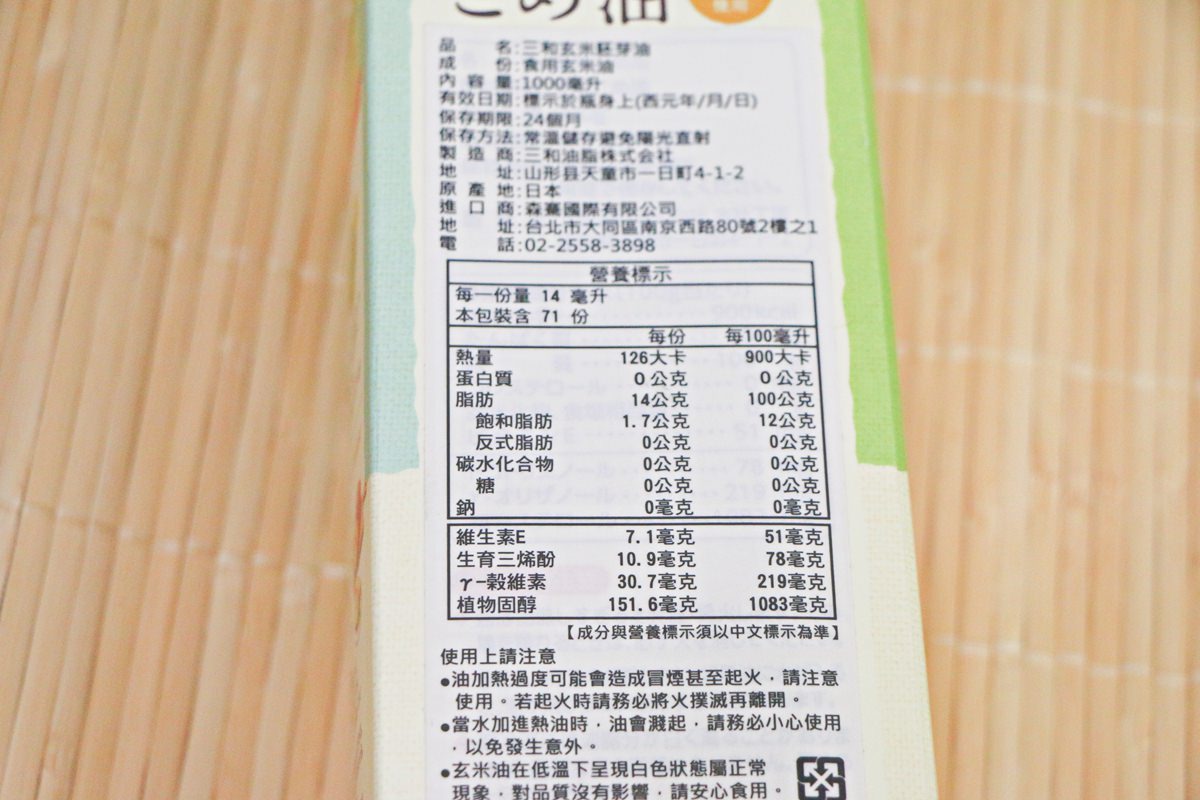 こめ油
品名:三和玄米胚芽油
成份:食用玄米油
內容量:1000毫升
有效日期:標示於瓶身上(西元年/月/日)
保存期限:24個月
保存方法:常溫儲存避免陽光直射
製造商:三和油脂株式会社
地址:山形县天童市一日町4-1-2
原產地:日本
進口商:森騫國際有限公司
地址:台北市大同區南京西路80號2樓之1
電話:02-2558-3898
營養標示
每一份量 14 毫升
本包裝含 71 份
每份 每100毫升
熱量 126大卡 900大卡
蛋白質 0公克 0公克
脂肪 14公克 100公克
飽和脂肪 1.7公克 12公克
反式脂肪 0公克 0公克
碳水化合物 0公克 0公克
糖 0公克 0公克
鈉 0毫克 0毫克
維生素E 7.1毫克 51毫克
生育三烯酚 10.9毫克 78毫克
γ-穀維素 30.7毫克 219毫克
植物固醇 151.6毫克 1083毫克
【成分與營養標示須以中文標示為準】
使用上請注意
●油加熱過度可能會造成冒煙甚至起火，請注意
使用。若起火時請務必將火撲滅再離開。
●當水加進熱油時，油會濺起，請務必小心使用
，以免發生意外。
●玄米油在低溫下呈現白色狀態屬正常
現象，對品質沒有影響，請安心食用。